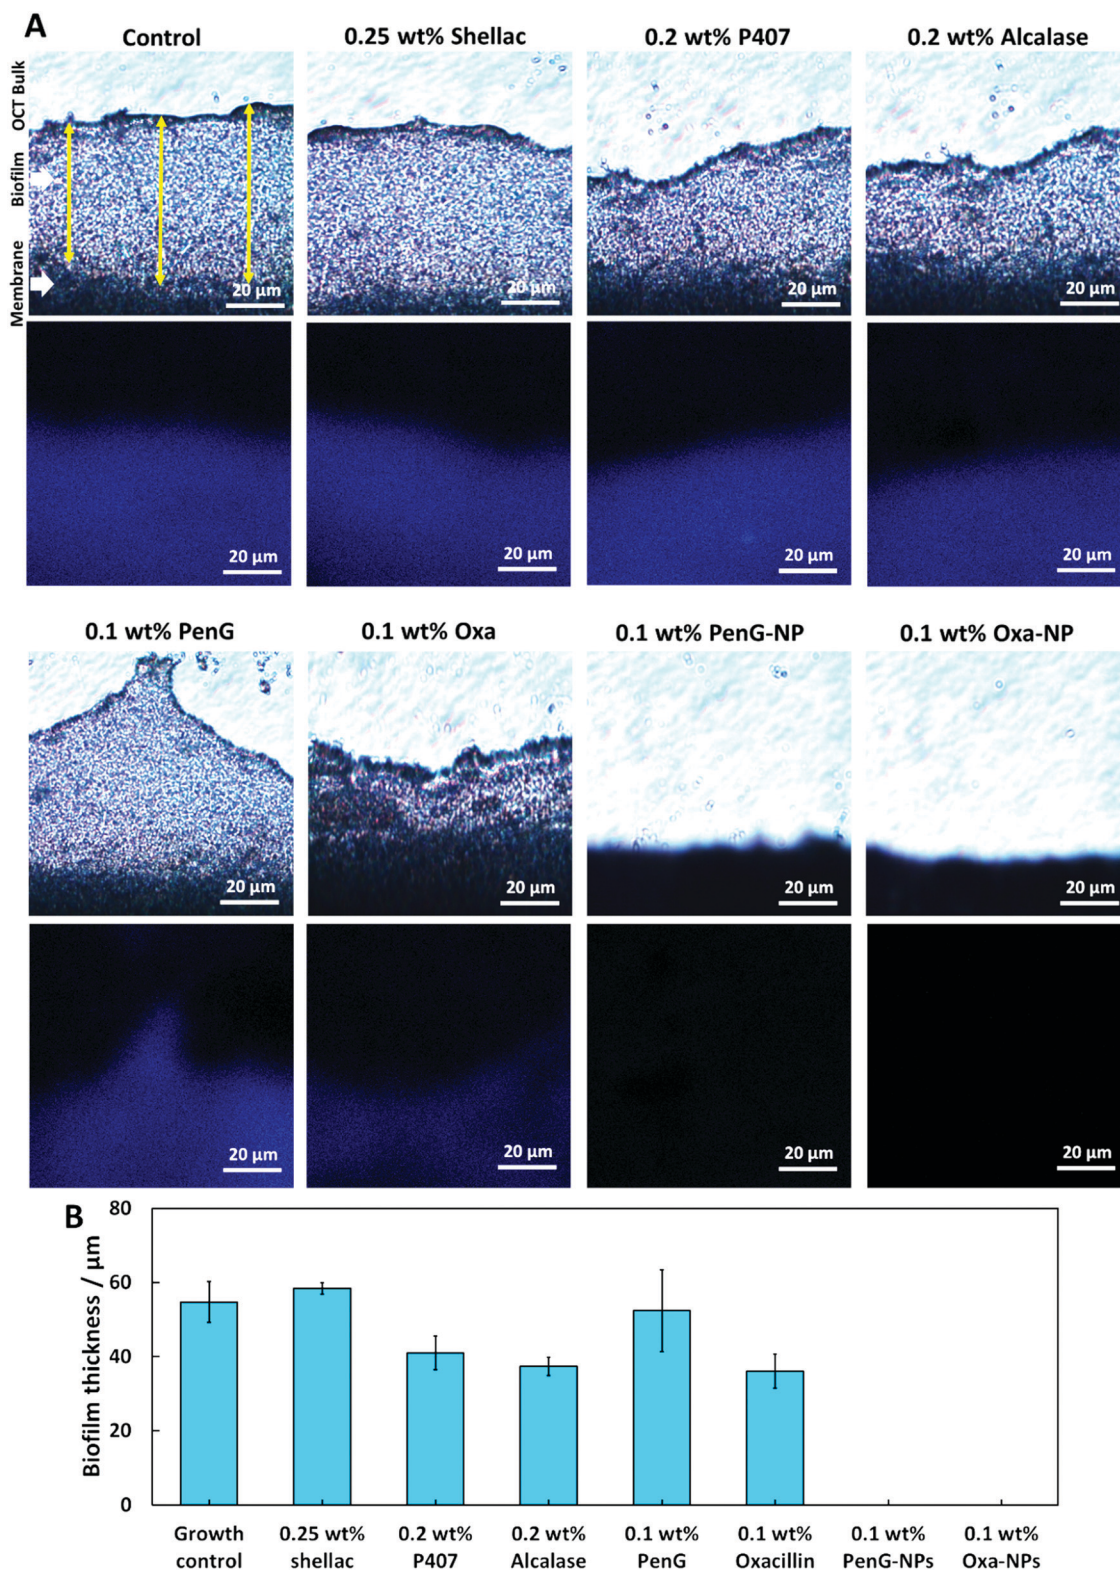 A
Control
0.25 wt% Shellac
0.2 wt% P407
0.2 wt% Alcalase
OCT Bulk
Biofilm
Membrane
20 µm
20 µm
20 µm
20 µm
20 µm
20 µm
20 µm
20 µm
0.1 wt% PenG
0.1 wt% Oxa
0.1 wt% PenG-NP
0.1 wt% Oxa-NP
20 µm
20 µm
20 µm
20 µm
20 µm
20 µm
20 µm
20 µm
B
Biofilm thickness / µm
80
60
40
20
0
Growth control
0.25 wt% shellac
0.2 wt% P407
0.2 wt% Alcalase
0.1 wt% PenG
0.1 wt% Oxacillin
0.1 wt% PenG-NPs
0.1 wt% Oxa-NPs